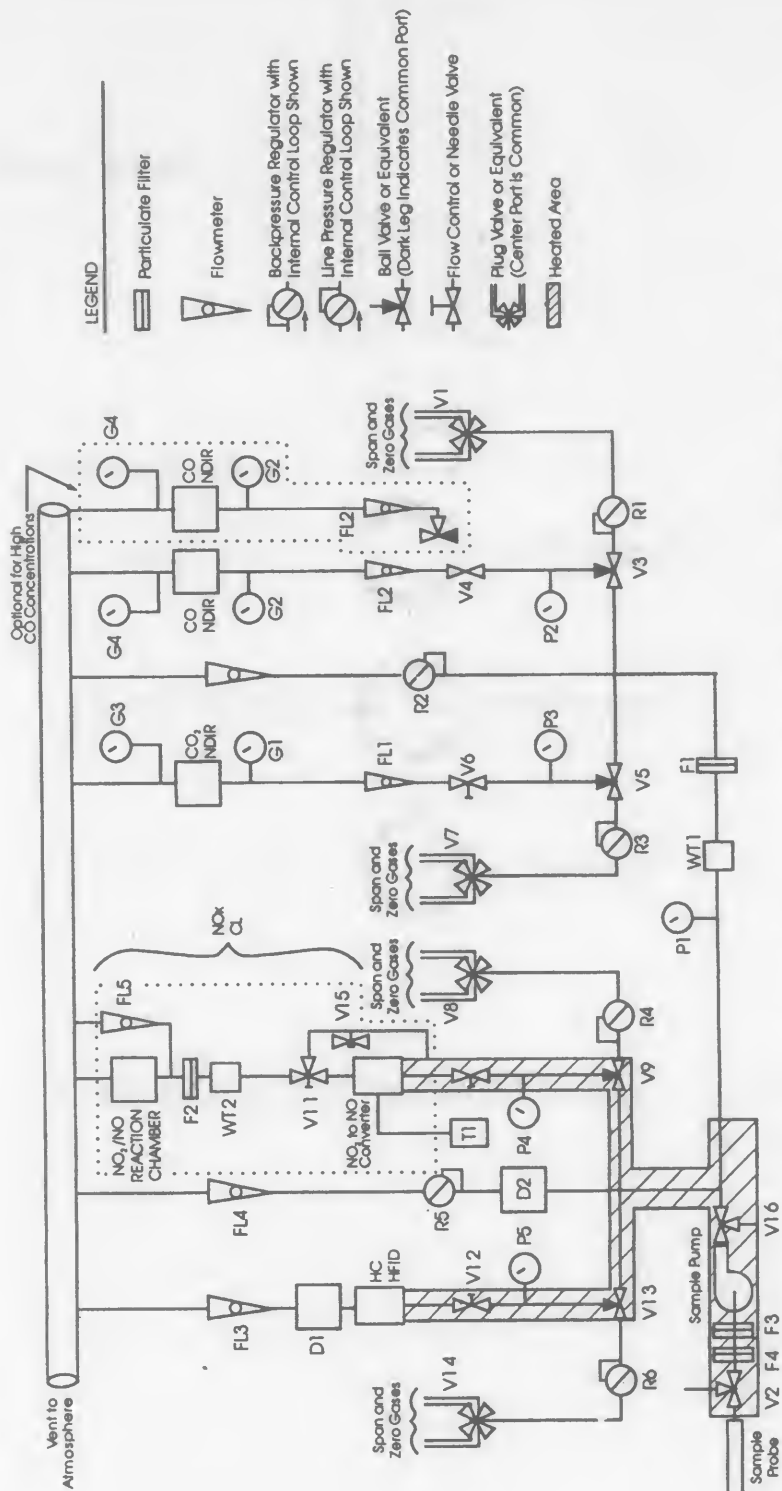 Vent to
Atmosphere
Optional for High
CO Concentrations
G4
G4
CO
NDIR
CO
NDIR
G2
G2
FL2
FL2
V4
P2
V3
R1
V1
Span and
Zero Gases
R2
G3
CO₂
NDIR
G1
FL1
V6
P3
V5
R3
V7
Span and
Zero Gases
NOx
CL
FL5
NO₂/NO
REACTION
CHAMBER
F2
WT2
V11
V15
NO₂ to NO
Converter
T1
P4
V9
R4
V8
Span and
Zero Gases
FL4
R5
D2
FL3
D1
HC
HFID
V12
P5
V13
R6
V14
Span and
Zero Gases
P1
WT1
F1
Sample Pump
V16
F3
F4
V2
Sample
Probe
LEGEND
Particulate Filter
Flowmeter
Backpressure Regulator with
Internal Control Loop Shown
Line Pressure Regulator with
Internal Control Loop Shown
Ball Valve or Equivalent
(Dark Leg Indicates Common Port)
Flow Control or Needle Valve
Plug Valve or Equivalent
(Center Port is Common)
Heated Area